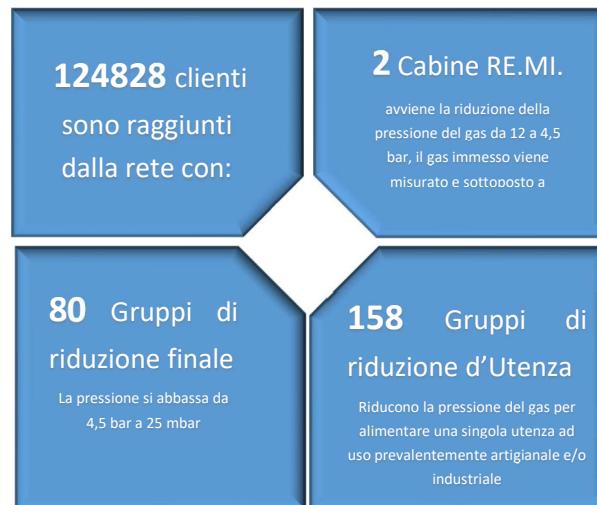 124828 clienti
sono raggiunti
dalla rete con:
2 Cabine RE.MI.
avviene la riduzione della
pressione del gas da 12 a 4,5
bar, il gas immesso viene
misurato e sottoposto a
80 Gruppi di
riduzione finale
La pressione si abbassa da
4,5 bar a 25 mbar
158 Gruppi di
riduzione d’Utenza
Riducono la pressione del gas per
alimentare una singola utenza ad
uso prevalentemente artigianale e/o
industriale